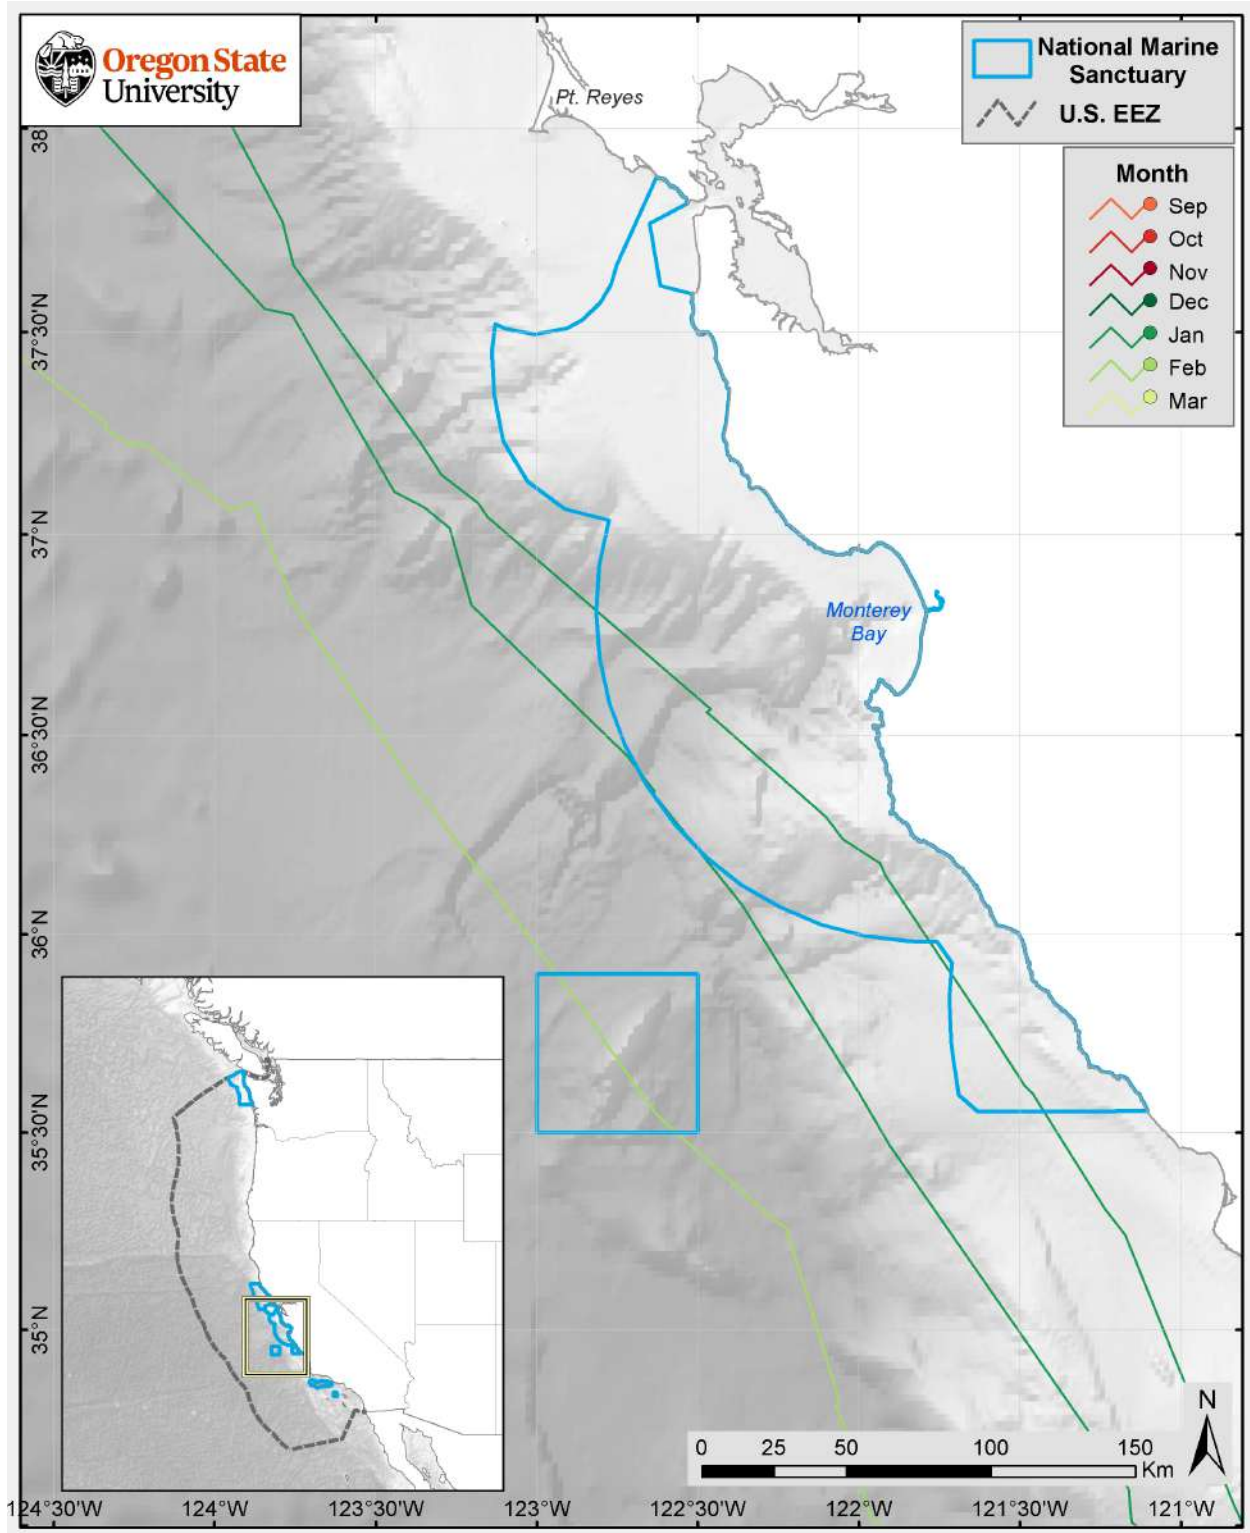 Oregon State
University
Pt. Reyes
National Marine
Sanctuary
U.S. EEZ
Month
Sep
Oct
Nov
Dec
Jan
Feb
Mar
38
37°30'N
37°N
36°30'N
36°N
35°30'N
35°N
Monterey
Bay
N
0 25 50 100 150
Km
124°30'W 124°W 123°30'W 123°W 122°30'W 122°W 121°30'W 121°W